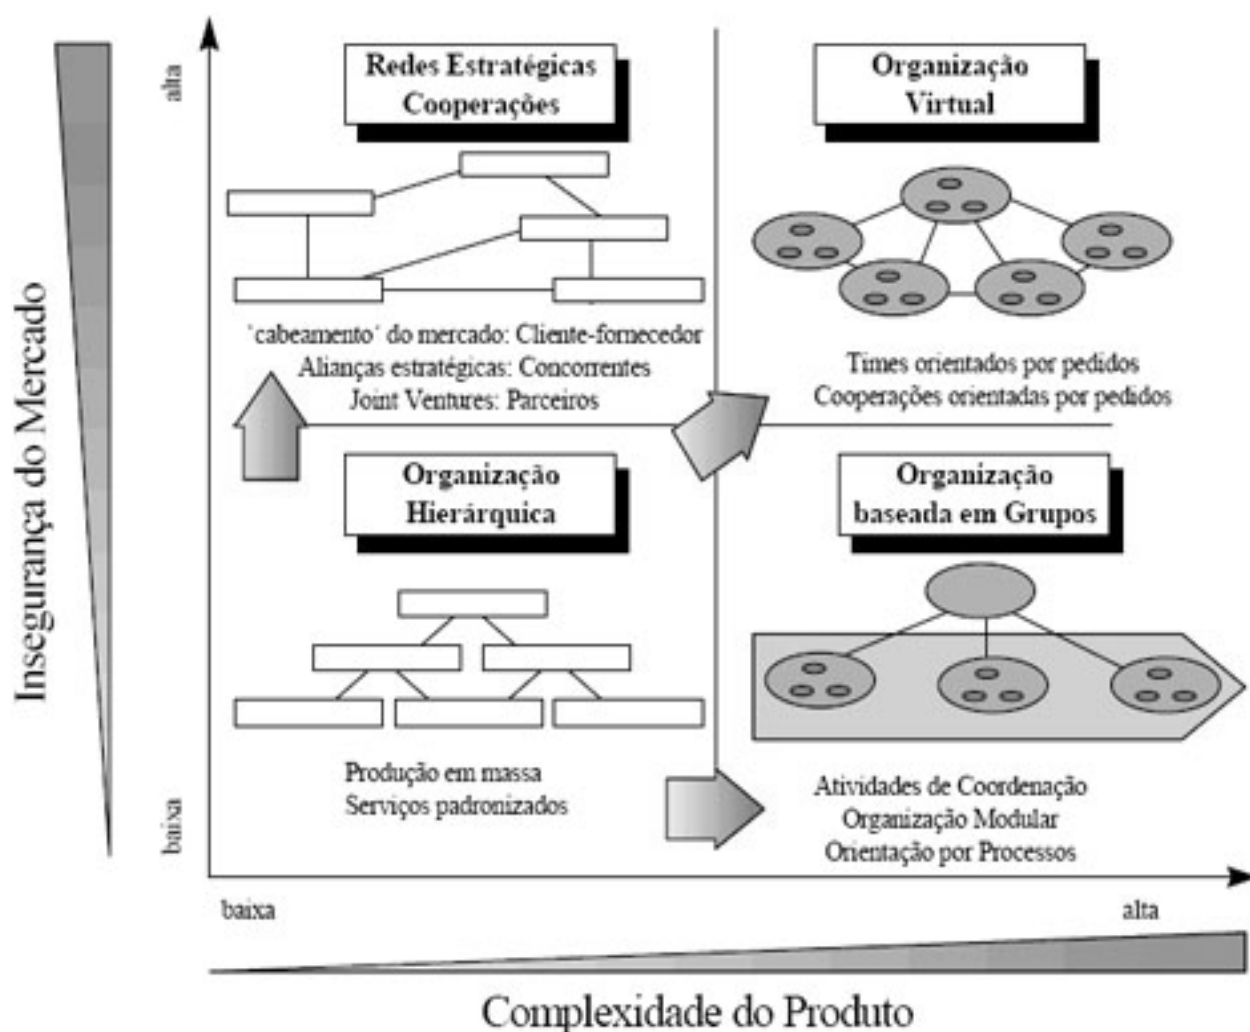 Insegurança do Mercado
alta
baixa
Redes Estratégicas
Cooperações
`cabeamento´ do mercado: Cliente-fornecedor
Alianças estratégicas: Concorrentes
Joint Ventures: Parceiros
Organização
Virtual
Times orientados por pedidos
Cooperações orientadas por pedidos
Organização
Hierárquica
Produção em massa
Serviços padronizados
Organização
baseada em Grupos
Atividades de Coordenação
Organização Modular
Orientação por Processos
baixa
alta
Complexidade do Produto